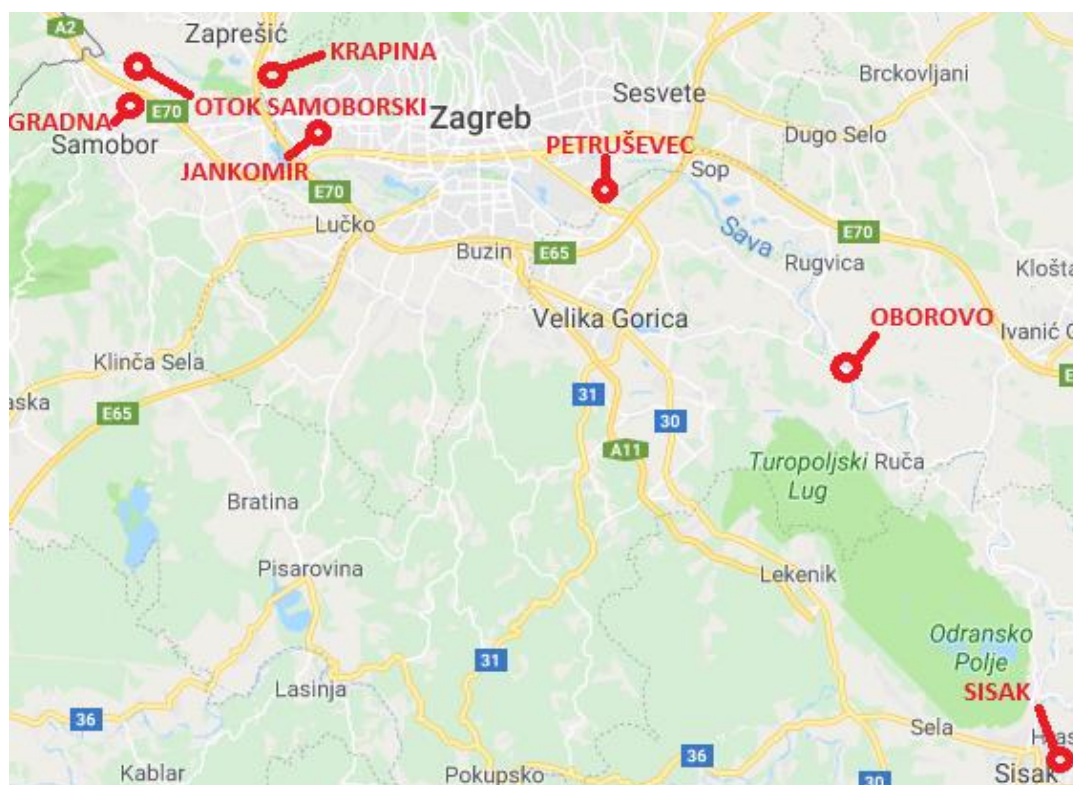 A2
Zaprešić
KRAPINA
Brckovljani
Sesvete
GRADNA
E70
OTOK SAMOBORSKI
Zagreb
Samobor
Dugo Selo
PETRUŠEVEC
JANKOMIR
Sop
E70
Lučko
Sava
E70
Buzin
E65
Rugvica
Klošta
Velika Gorica
OBOROVO
Ivanić
Klinča Sela
31
E65
30
A11
Turopoljski
Lug
Ruča
Bratina
Pisarovina
Lekenik
Odransko
Polje
31
SISAK
Lasinja
36
Sela
Kablar
Pokupsko
36
30
Sisak